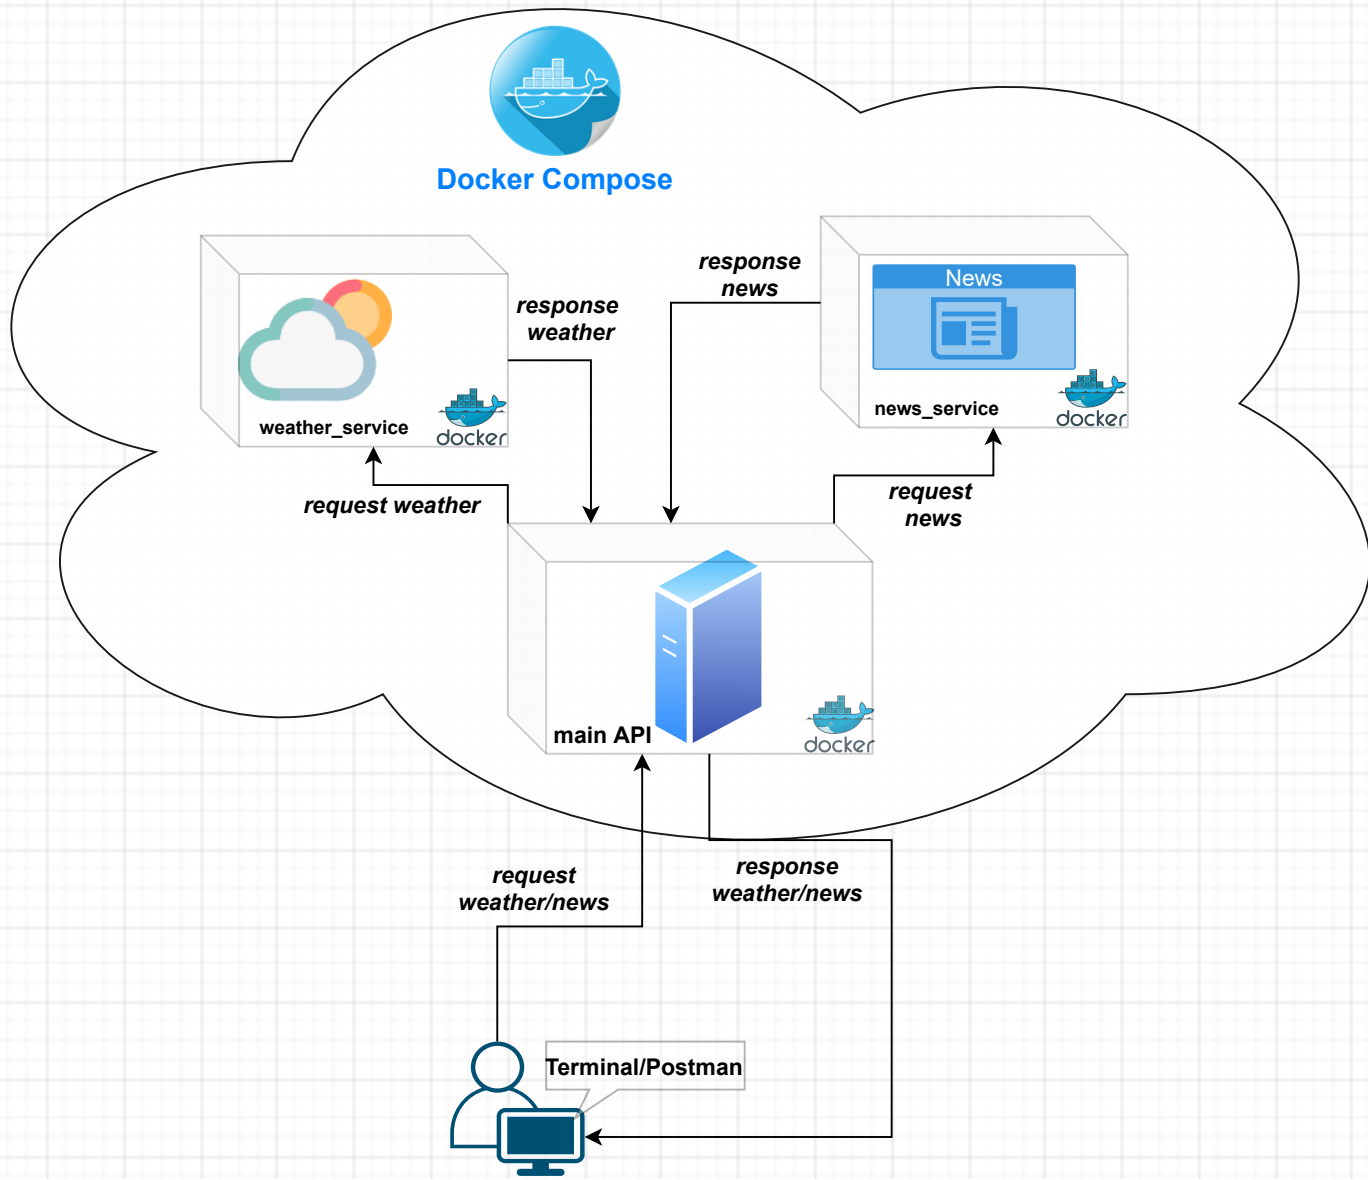 Docker Compose
response
news
News
response
weather
weather_service
docker
news_service
docker
request weather
request
news
main API
docker
request
weather/news
response
weather/news
Terminal/Postman